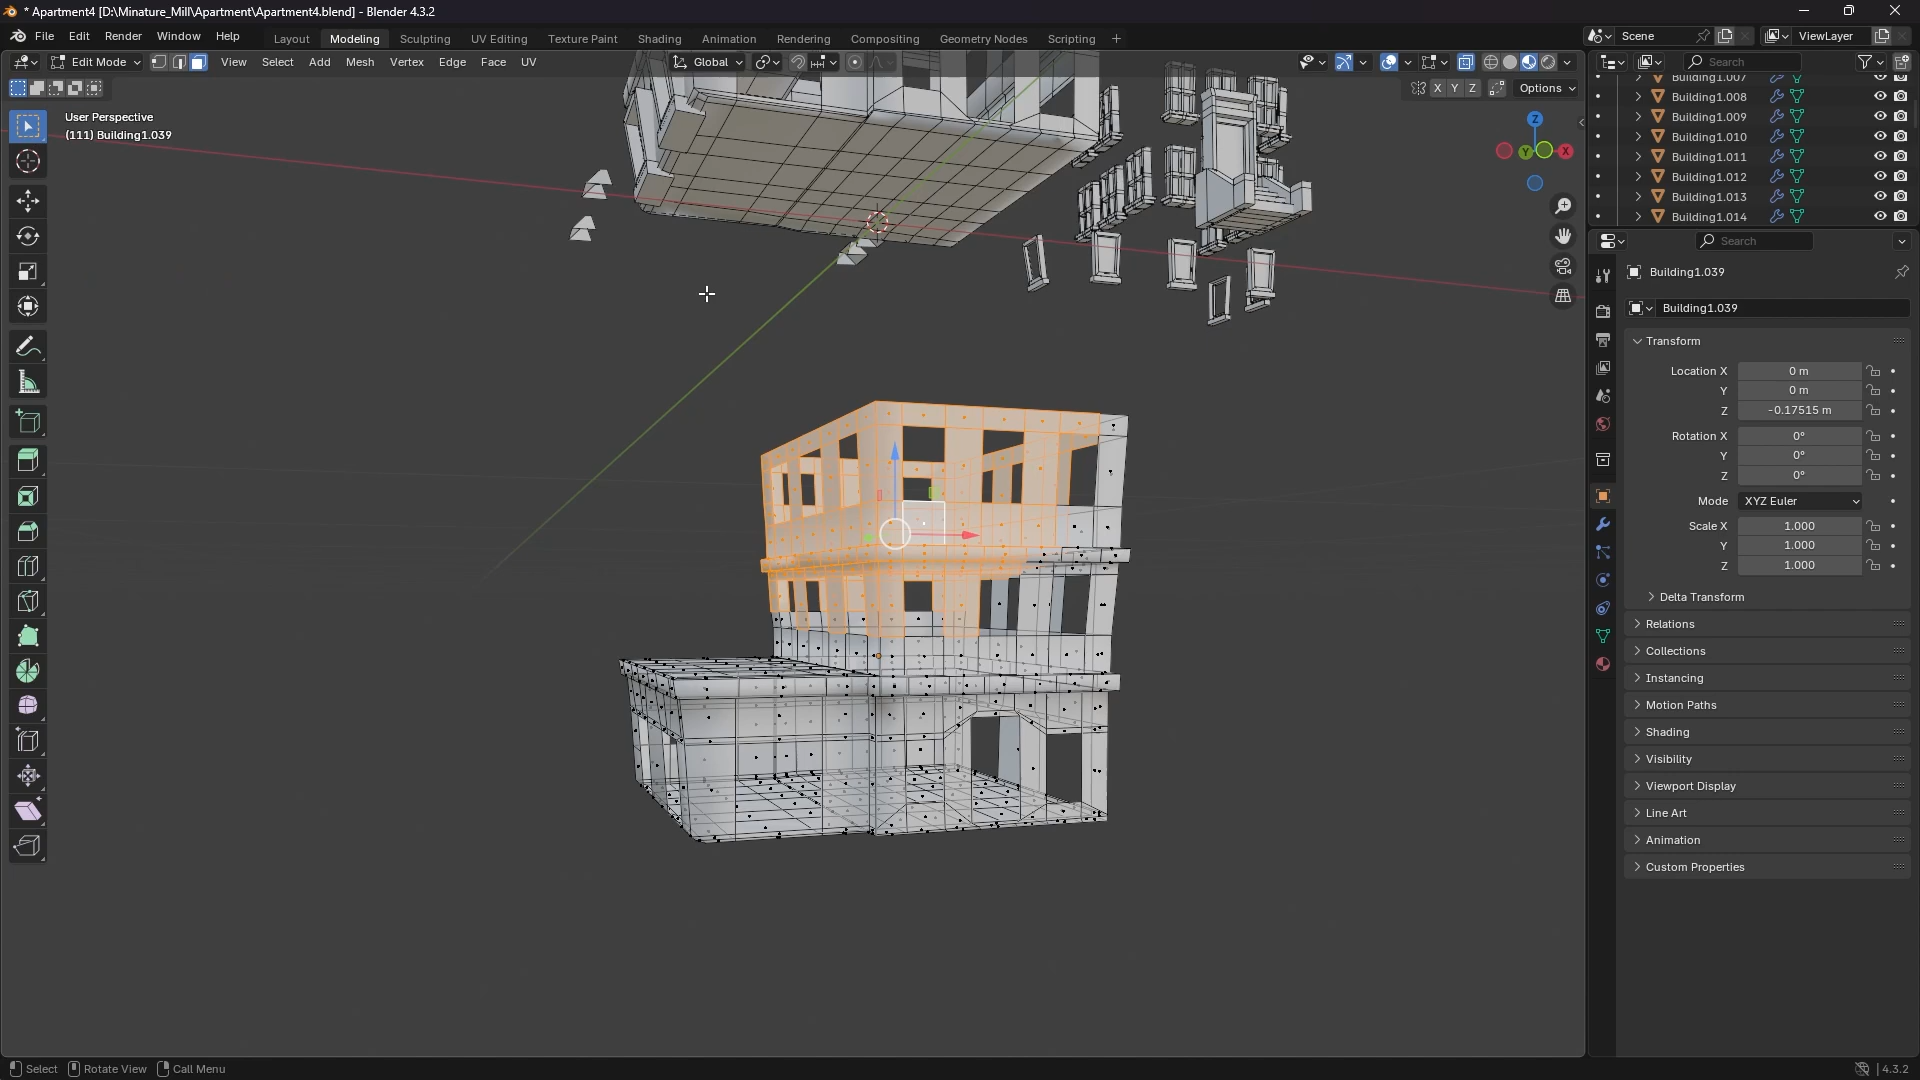 * Apartment4 [D:\Minature_Mill\Apartment\Apartment4.blend] - Blender 4.3.2
File Edit Render Window Help
Layout Modeling Sculpting UV Editing Texture Paint Shading Animation Rendering Compositing Geometry Nodes Scripting +
Scene
ViewLayer
Edit Mode View Select Add Mesh Vertex Edge Face UV
Global
Search
X Y Z Options
User Perspective
(111) Building1.039
Z
Y
X
Building1.007
Building1.008
Building1.009
Building1.010
Building1.011
Building1.012
Building1.013
Building1.014
Search
Building1.039
Building1.039
Transform
Location X 0 m
Y 0 m
Z -0.17515 m
Rotation X 0°
Y 0°
Z 0°
Mode XYZ Euler
Scale X 1.000
Y 1.000
Z 1.000
Delta Transform
Relations
Collections
Instancing
Motion Paths
Shading
Visibility
Viewport Display
Line Art
Animation
Custom Properties
Select Rotate View Call Menu
4.3.2